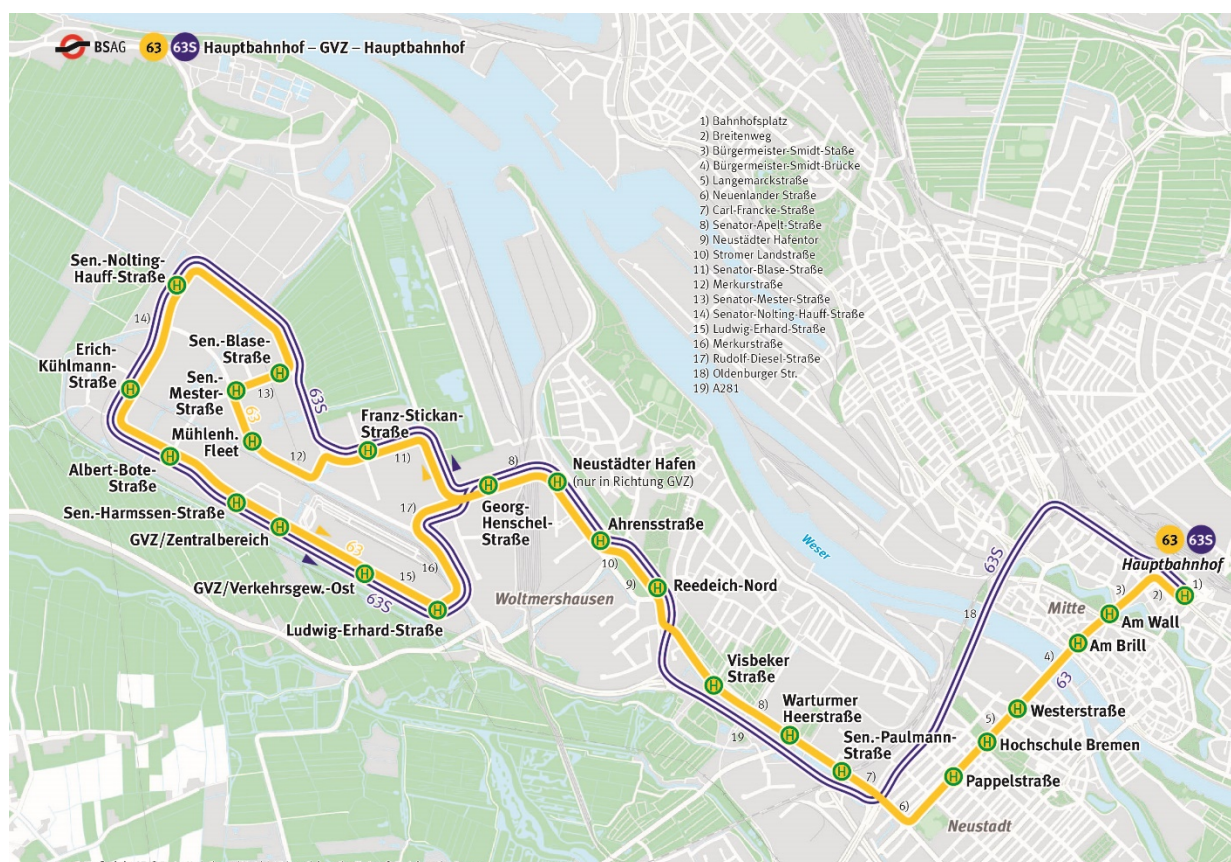 BSAG 63 63S Hauptbahnhof – GVZ – Hauptbahnhof
1) Bahnhofsplatz
2) Breitenweg
3) Bürgermeister-Smidt-Staße
4) Bürgermeister-Smidt-Brücke
5) Langemarckstraße
6) Neuenlander Straße
7) Carl-Francke-Straße
8) Senator-Apelt-Straße
9) Neustädter Hafentor
10) Stromer Landstraße
11) Senator-Blase-Straße
12) Merkurstraße
13) Senator-Mester-Straße
14) Senator-Nolting-Hauff-Straße
15) Ludwig-Erhard-Straße
16) Merkurstraße
17) Rudolf-Diesel-Straße
18) Oldenburger Str.
19) A281
Sen.-Nolting-
Hauff-Straße
H
14)
Erich-
Kühlmann-
Straße
H
Sen.-Blase-
Straße
H
Sen.-
Mester-
Straße
H
13)
63
63S
Mühlenh.
Fleet
H
12)
Franz-Stickan-
Straße
H
11)
Albert-Bote-
Straße
H
Sen.-Harmssen-Straße
H
GVZ/Zentralbereich
H
63
GVZ/Verkehrsgew.-Ost
H
63S
15)
Ludwig-Erhard-Straße
H
16)
17)
8)
H
Georg-
Henschel-
Straße
H
Neustädter Hafen
(nur in Richtung GVZ)
H
Ahrensstraße
10)
9)
H
Reedeich-Nord
Woltmershausen
Weser
Visbeker
Straße
H
8)
19)
Warturmer
Heerstraße
H
Sen.-Paulmann-
Straße
H
7)
6)
63S
18)
63 63S
Hauptbahnhof
H
1)
2)
3)
Mitte
H
Am Wall
H
Am Brill
4)
63
H
Westerstraße
5)
H
Hochschule Bremen
H
Pappelstraße
Neustadt